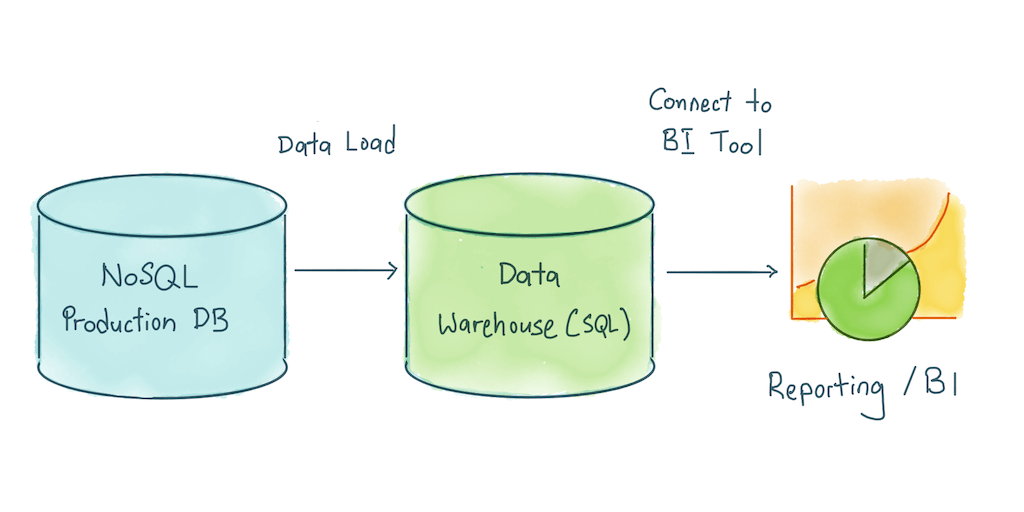 Data Load
Connect to
BI Tool
NoSQL
Production DB
Data
Warehouse (SQL)
Reporting / BI